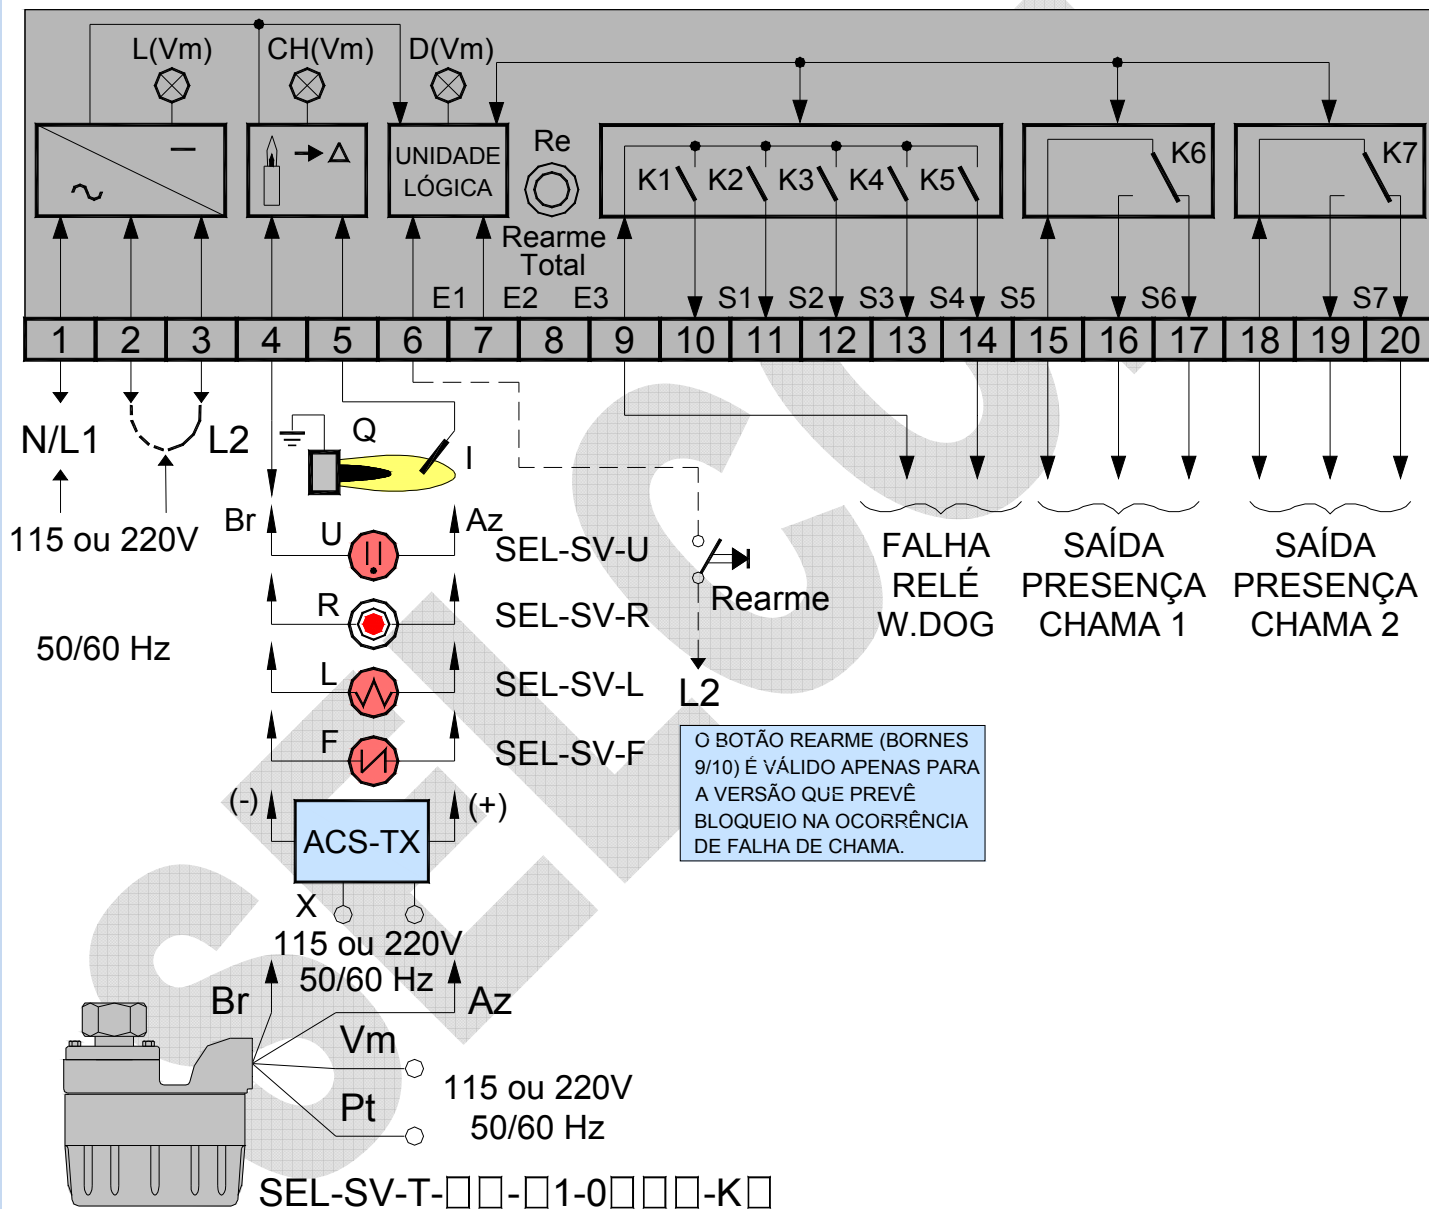 L(Vm) CH(Vm) D(Vm)
UNIDADE
LÓGICA
Re
Rearme
Total
K1 K2 K3 K4 K5 K6 K7
E1 E2 E3 S1 S2 S3 S4 S5 S6 S7
1 2 3 4 5 6 7 8 9 10 11 12 13 14 15 16 17 18 19 20
N/L1 L2
115 ou 220V
50/60 Hz
Q
I
Br Az
U SEL-SV-U
R SEL-SV-R
L SEL-SV-L
F SEL-SV-F
(-) (+)
ACS-TX
X
115 ou 220V
50/60 Hz
Rearme
L2
FALHA
RELÉ
W.DOG
SAÍDA
PRESENÇA
CHAMA 1
SAÍDA
PRESENÇA
CHAMA 2
O BOTÃO REARME (BORNES
9/10) É VÁLIDO APENAS PARA
A VERSÃO QUE PREVÊ
BLOQUEIO NA OCORRÊNCIA
DE FALHA DE CHAMA.
Br Az
Vm
Pt
115 ou 220V
50/60 Hz
SEL-SV-T-□□-□1-0□□□-K□
SELCO